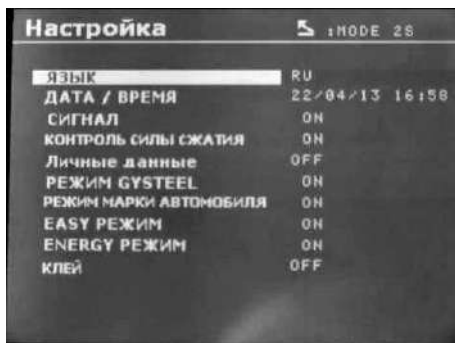 Настройка :MODE 2S
ЯЗЫК RU
ДАТА / ВРЕМЯ 22/04/13 16:58
СИГНАЛ ON
КОНТРОЛЬ СИЛЫ СЖАТИЯ ON
Личные данные OFF
РЕЖИМ GYSTEEL ON
РЕЖИМ МАРКИ АВТОМОБИЛЯ ON
EASY РЕЖИМ ON
ENERGY РЕЖИМ ON
КЛЕЙ OFF